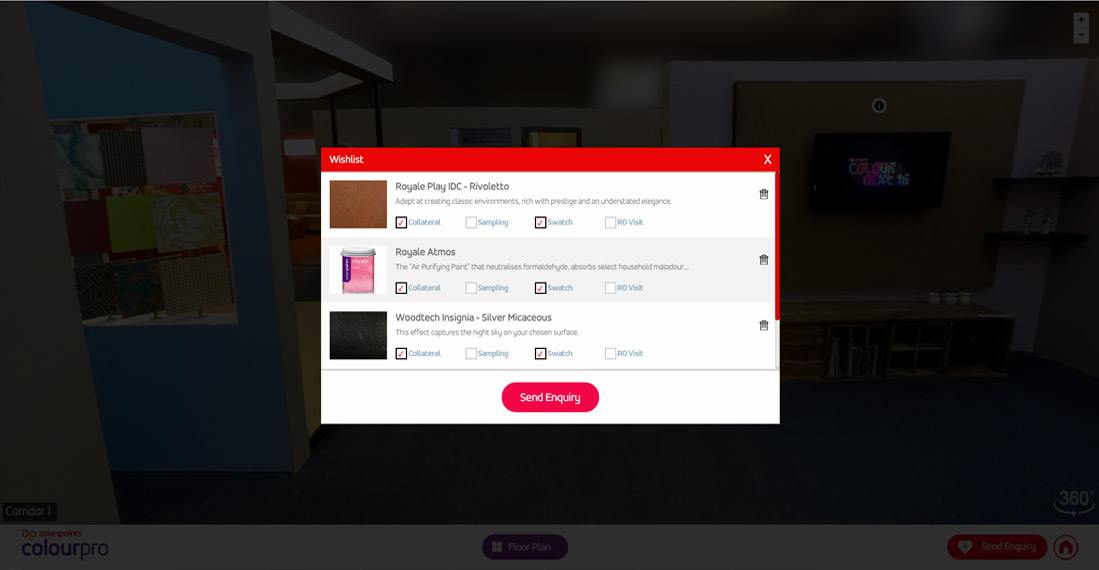 Wishlist
X
Royale Play IDC - Rivoletto
Adept at creating classic environments, rich with prestige and an understated elegance.
Collateral Sampling Swatch RO Visit
Royale Atmos
The "Air Purifying Paint" that neutralises formaldehyde, absorbs select household malodour...
Collateral Sampling Swatch RO Visit
Woodtech Insignia - Silver Micaceous
This effect captures the night sky on your chosen surface.
Collateral Sampling Swatch RO Visit
Send Enquiry
COLOUR
NEXT 16
Corridor 1
360°
asianpaints
colourpro
Floor Plan
Send Enquiry